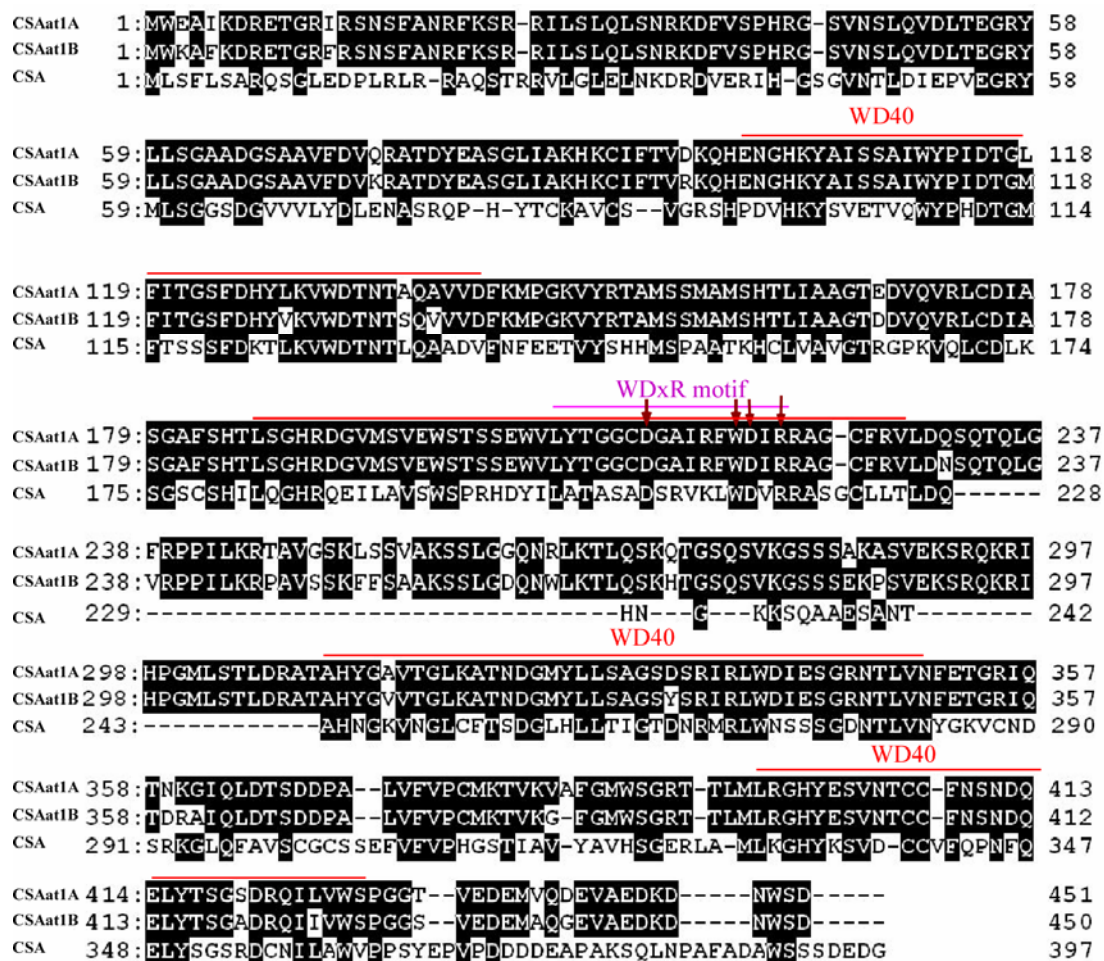 CSAat1A 1:MWEAIKDRETGRIRSNSFANRFKSR-RILSLQLSNRKDFVSPHRG-SVNSLQVDLTEGRY 58
CSAat1B 1:MWKAFKDRETGRFRSNSFANRFKSR-RILSLQLSNRKDFVSPHRG-SVNSLQVDLTEGRY 58
CSA 1:MLSFLSARQSGLEDPLRLR-RAQSTRRVLGLELNKDRDVERIH-GSGVNTLDIEPVEGRY 58
WD40
CSAat1A 59:LLSGAADGSAAVFDVQRATDYEASGLIAKHKCIFTVDKQHENGHKYAISSAIWYPIDTGL 118
CSAat1B 59:LLSGAADGSAAVFDVKRATDYEASGLIAKHKCIFTVRKQHENGHKYAISSAIWYPIDTGM 118
CSA 59:MLSGGSDGVVVLYDLENASRQP-H-YTCKAVCS--VGRSHPDVHKYSVETVQWYPHDTGM 114
CSAat1A 119:FITGSFDHYLKVWDTNTAQAVVDFKMPGKVYRTAMSSMAMSHTLIAAGTEDVQVRLCDIA 178
CSAat1B 119:FITGSFDHYVKVWDTNTSQVVVDFKMPGKVYRTAMSSMAMSHTLIAAGTDDVQVRLCDIA 178
CSA 115:FTSSSFDKTLKVWDTNTLQAADVFNFEETVYSHHMSPAATKHCLVAVGTRGPKVQLCDLK 174
WDxR motif
CSAat1A 179:SGAFSHTLSGHRDGVMSVEWSTSSEWVLYTGGCDGAIRFWDIRRAG-CFRVLDQSQTQLG 237
CSAat1B 179:SGAFSHTLSGHRDGVMSVEWSTSSEWVLYTGGCDGAIRFWDIRRAG-CFRVLDNSQTQLG 237
CSA 175:SGSCSHILQGHRQEILAVSWSPRHDYILATASADSRVKLWDVRRASGCLLTLDQ------ 228
CSAat1A 238:FRPPILKRTAVGSKLSSVAKSSLGGQNRLKTLQSKQTGSQSVKGSSSAKASVEKSRQKRI 297
CSAat1B 238:VRPPILKRPAVSSKFFSAAKSSLGDQNWLKTLQSKHTGSQSVKGSSSEKPSVEKSRQKRI 297
CSA 229:--------------------------------HN---G---KKSQAAESANT-------- 242
WD40
CSAat1A 298:HPGMLSTLDRATAHYGAVTGLKATNDGMYLLSAGSDSRIRLWDIESGRNTLVNFETGRIQ 357
CSAat1B 298:HPGMLSTLDRATAHYGVVTGLKATNDGMYLLSAGSYSRIRLWDIESGRNTLVNFETGRIQ 357
CSA 243:------------AHNGKVNGLCFTSDGLHLLTIGTDNRMRLWNSSSGDNTLVNYGKVCND 290
WD40
CSAat1A 358:TNKGIQLDTSDDPA--LVFVPCMKTVKVAFGMWSGRT-TLMLRGHYESVNTCC-FNSNDQ 413
CSAat1B 358:TDRAIQLDTSDDPA--LVFVPCMKTVKG-FGMWSGRT-TLMLRGHYESVNTCC-FNSNDQ 412
CSA 291:SRKGLQFAVSCGCSSEFVFVPHGSTIAV-YAVHSGERLA-MLKGHYKSVD-CCVFQPNFQ 347
CSAat1A 414:ELYTSGSDRQILVWSPGGT--VEDEMVQDEVAEDKD-----NWSD----- 451
CSAat1B 413:ELYTSGADRQIIVWSPGGS--VEDEMAQGEVAEDKD-----NWSD----- 450
CSA 348:ELYSGSRDCNILAWVPPSYEPVPDDDDEAPAKSQLNPAFADAWSSSDEDG 397